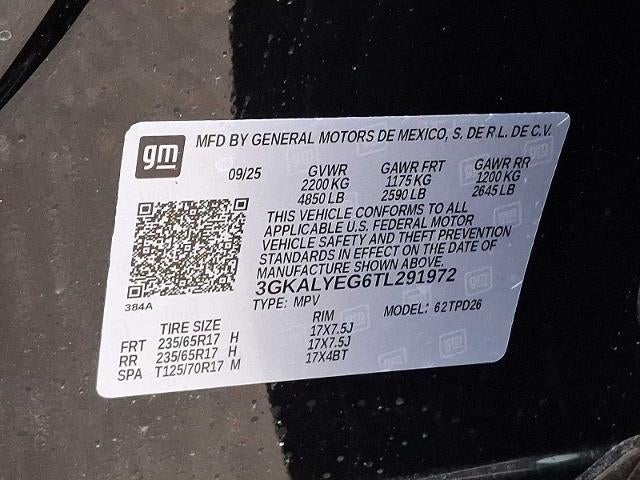 gm
MFD BY GENERAL MOTORS DE MEXICO, S. DE R.L. DE C.V.
09/25 GVWR GAWR FRT GAWR RR
2200 KG 1175 KG 1200 KG
4850 LB 2590 LB 2645 LB
THIS VEHICLE CONFORMS TO ALL
APPLICABLE U.S. FEDERAL MOTOR
VEHICLE SAFETY AND THEFT PREVENTION
STANDARDS IN EFFECT ON THE DATE OF
MANUFACTURE SHOWN ABOVE.
3GKALYEG6TL291972
384A
TYPE: MPV MODEL: 62TPD26
TIRE SIZE RIM
FRT 235/65R17 H 17X7.5J
RR 235/65R17 H 17X7.5J
SPA T125/70R17 M 17X4BT